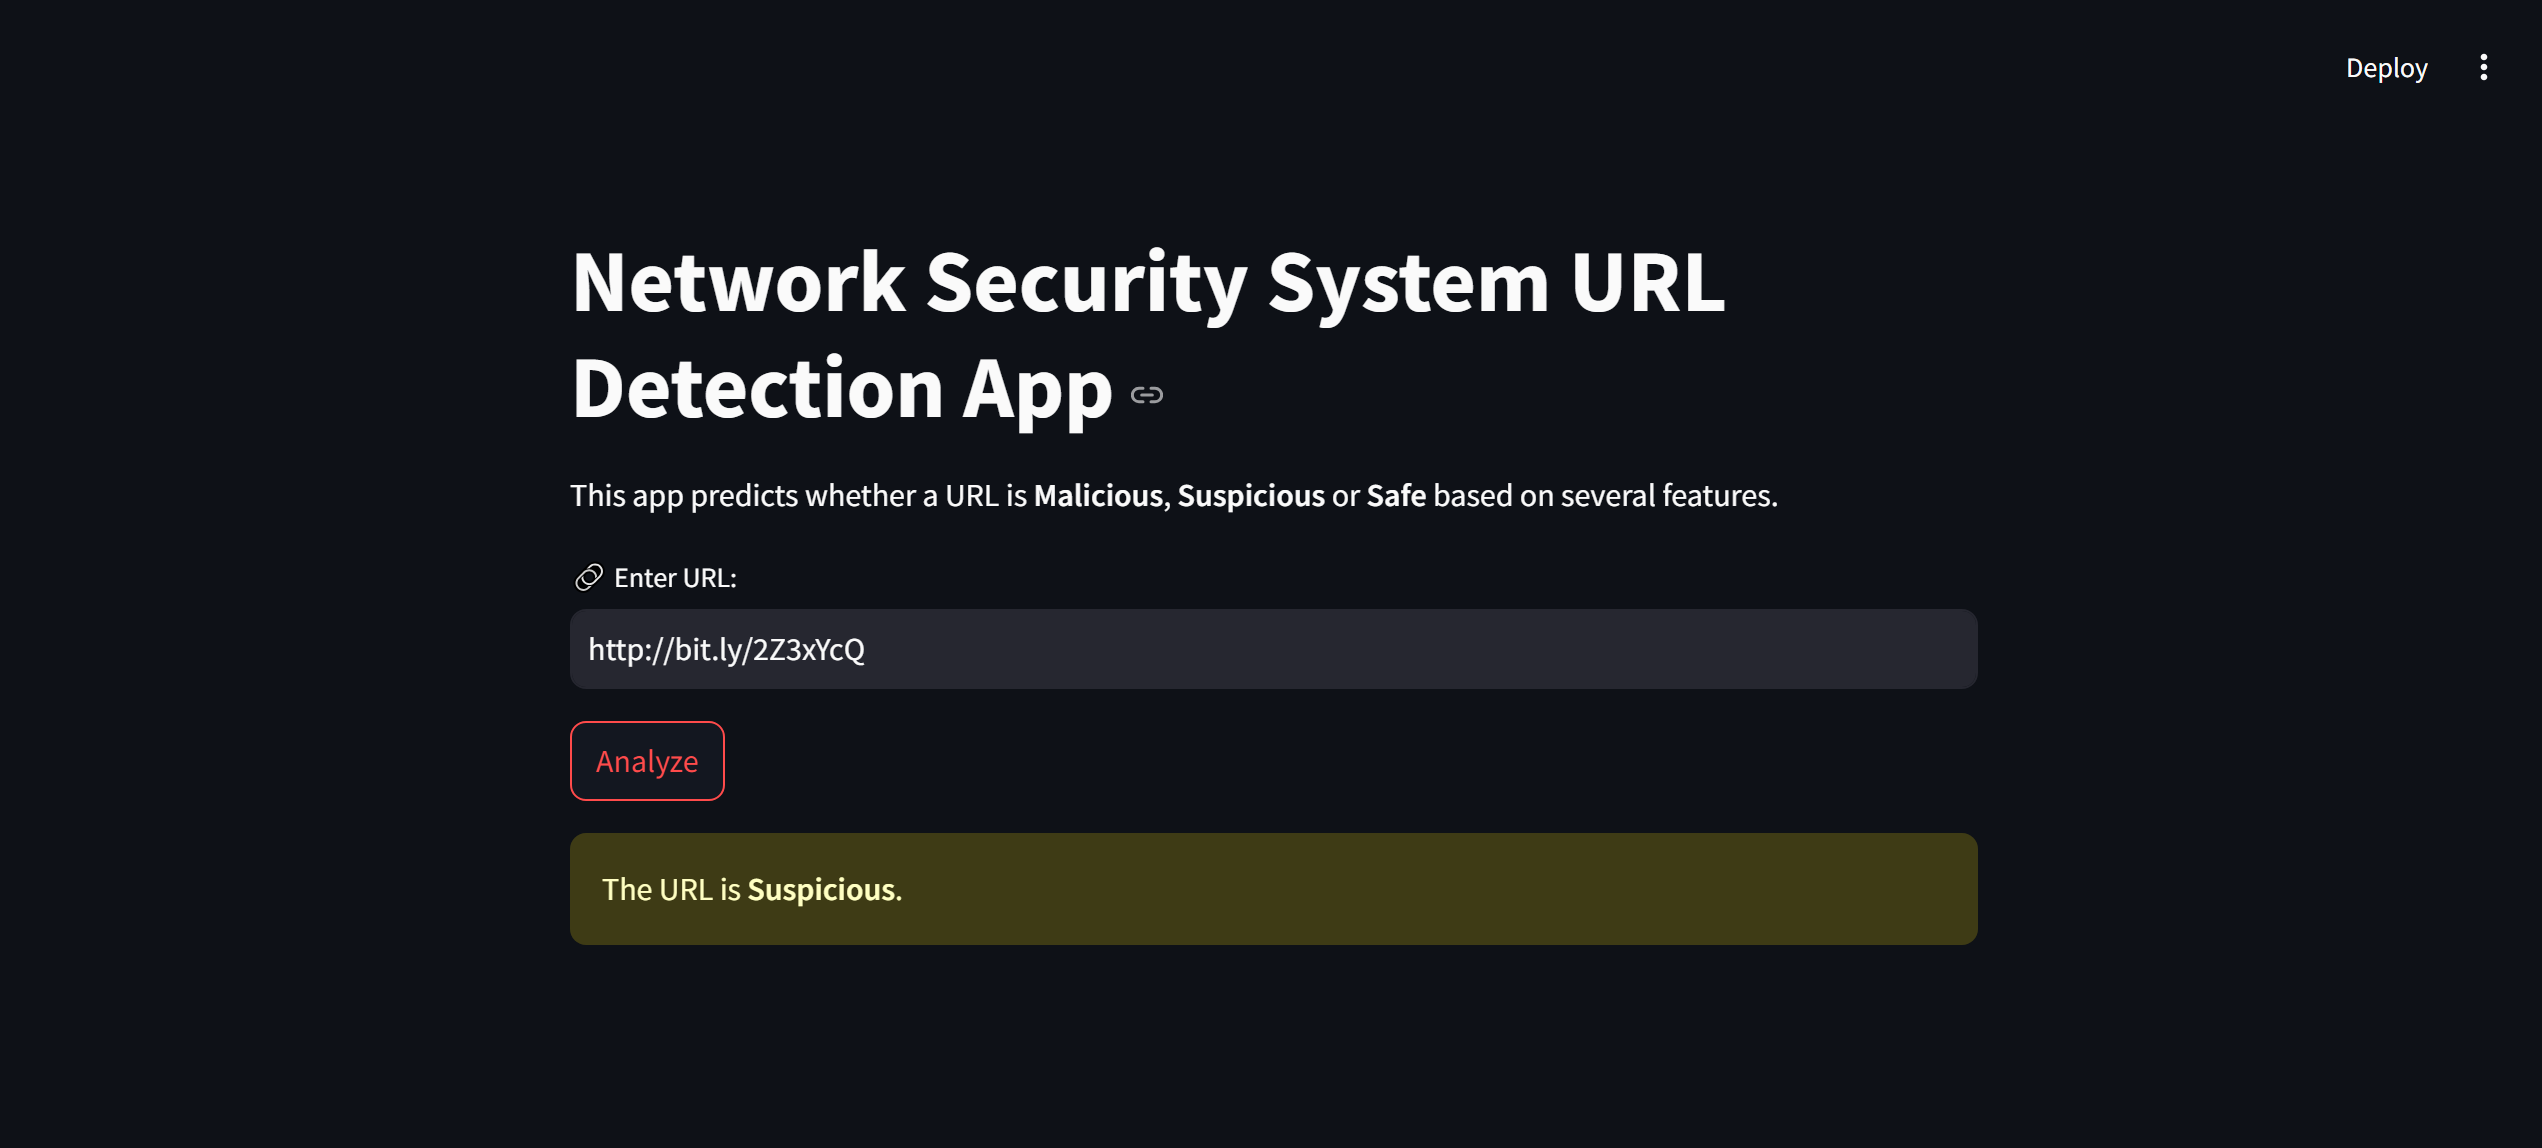 Deploy
Network Security System URL
Detection App
This app predicts whether a URL is Malicious, Suspicious or Safe based on several features.
Enter URL:
http://bit.ly/2Z3xYcQ
Analyze
The URL is Suspicious.